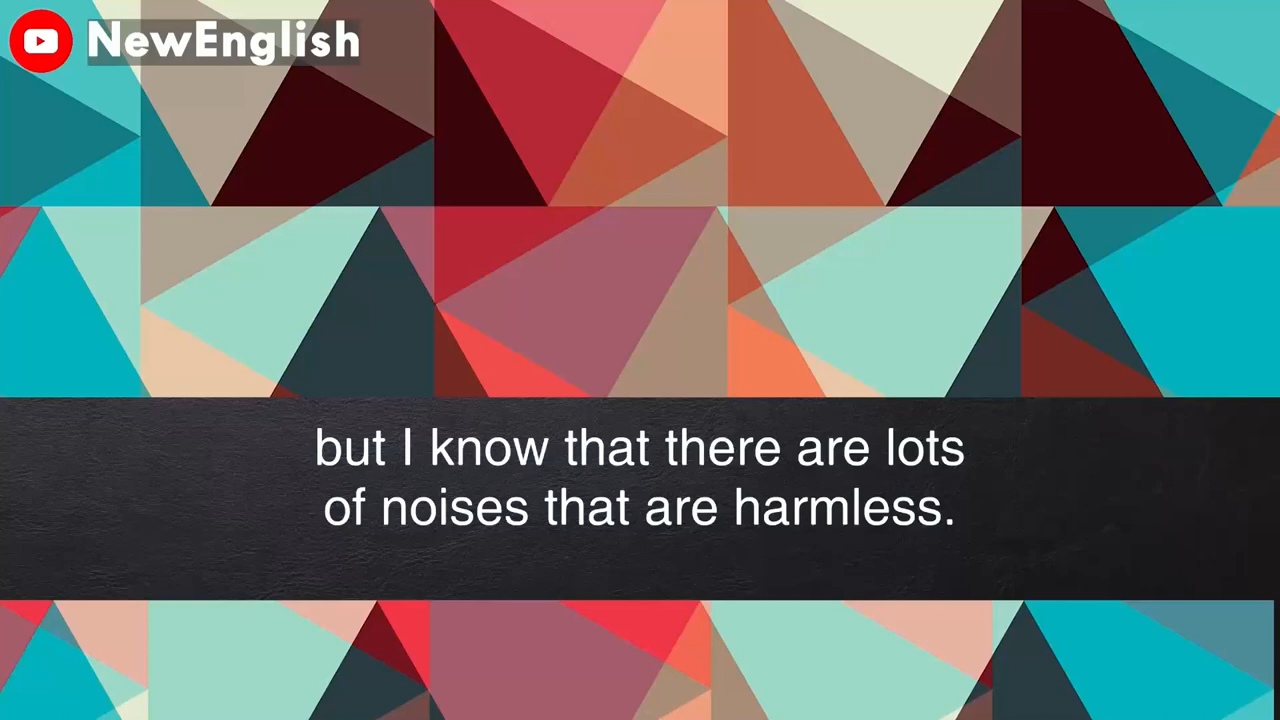 NewEnglish
but I know that there are lots
of noises that are harmless.